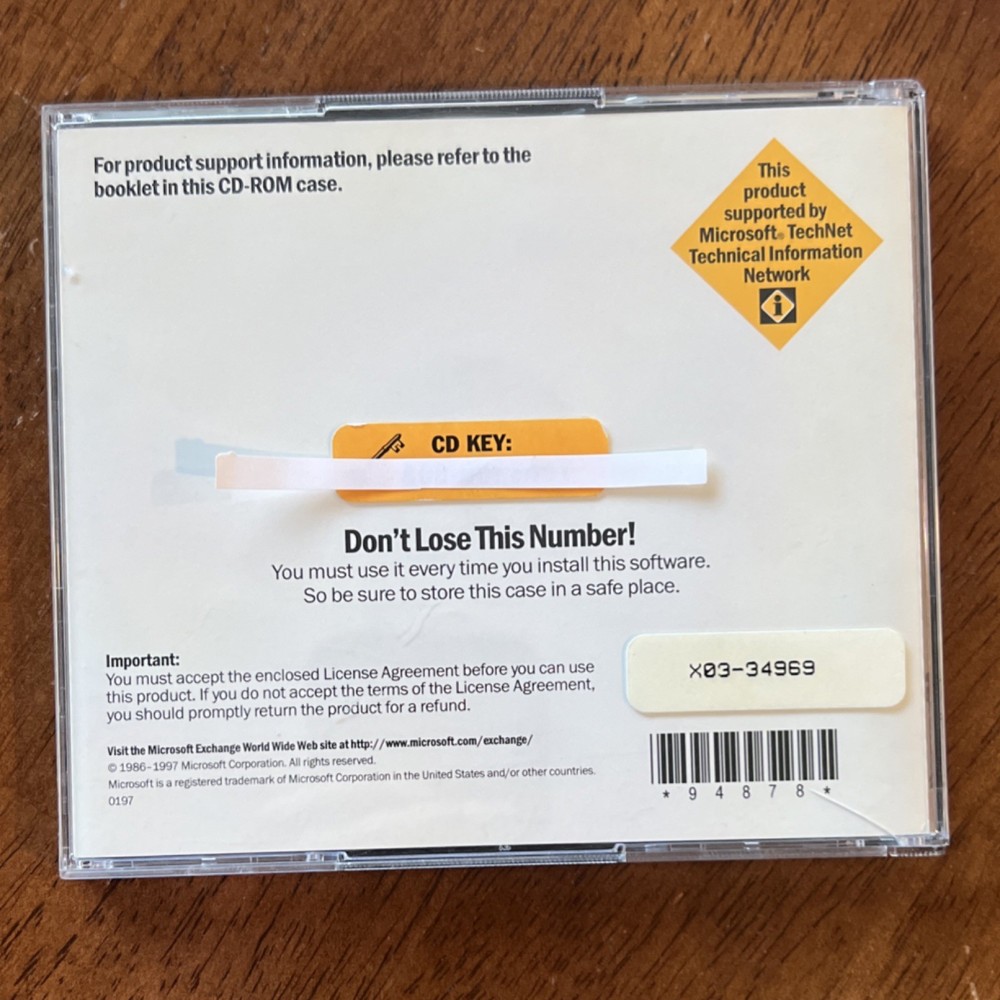 For product support information, please refer to the
booklet in this CD-ROM case.
This
product
supported by
Microsoft® TechNet
Technical Information
Network
i
CD KEY:
Don't Lose This Number!
You must use it every time you install this software.
So be sure to store this case in a safe place.
Important:
You must accept the enclosed License Agreement before you can use
this product. If you do not accept the terms of the License Agreement,
you should promptly return the product for a refund.
X03-34969
Visit the Microsoft Exchange World Wide Web site at http://www.microsoft.com/exchange/
© 1986-1997 Microsoft Corporation. All rights reserved.
Microsoft is a registered trademark of Microsoft Corporation in the United States and/or other countries.
0197
* 9 4 8 7 8 *